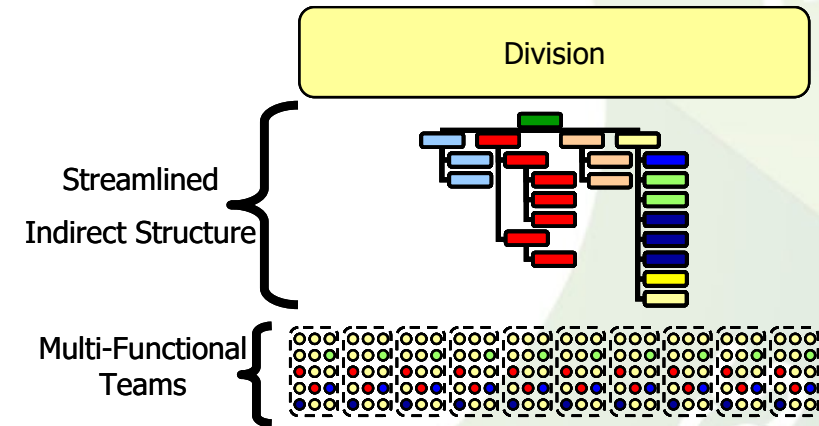 Division
Streamlined
Indirect Structure
Multi-Functional
Teams